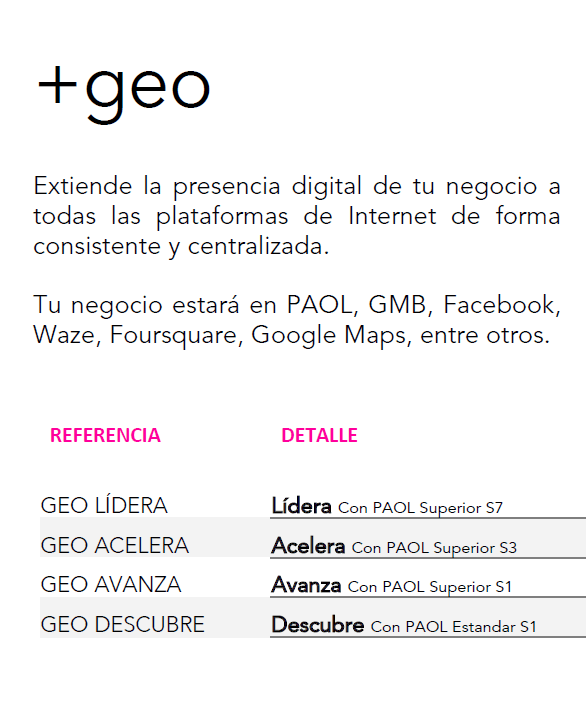 +geo
Extiende la presencia digital de tu negocio a
todas las plataformas de Internet de forma
consistente y centralizada.
Tu negocio estará en PAOL, GMB, Facebook,
Waze, Foursquare, Google Maps, entre otros.
REFERENCIA DETALLE
GEO LÍDERA Lídera Con PAOL Superior S7
GEO ACELERA Acelera Con PAOL Superior S3
GEO AVANZA Avanza Con PAOL Superior S1
GEO DESCUBRE Descubre Con PAOL Estandar S1